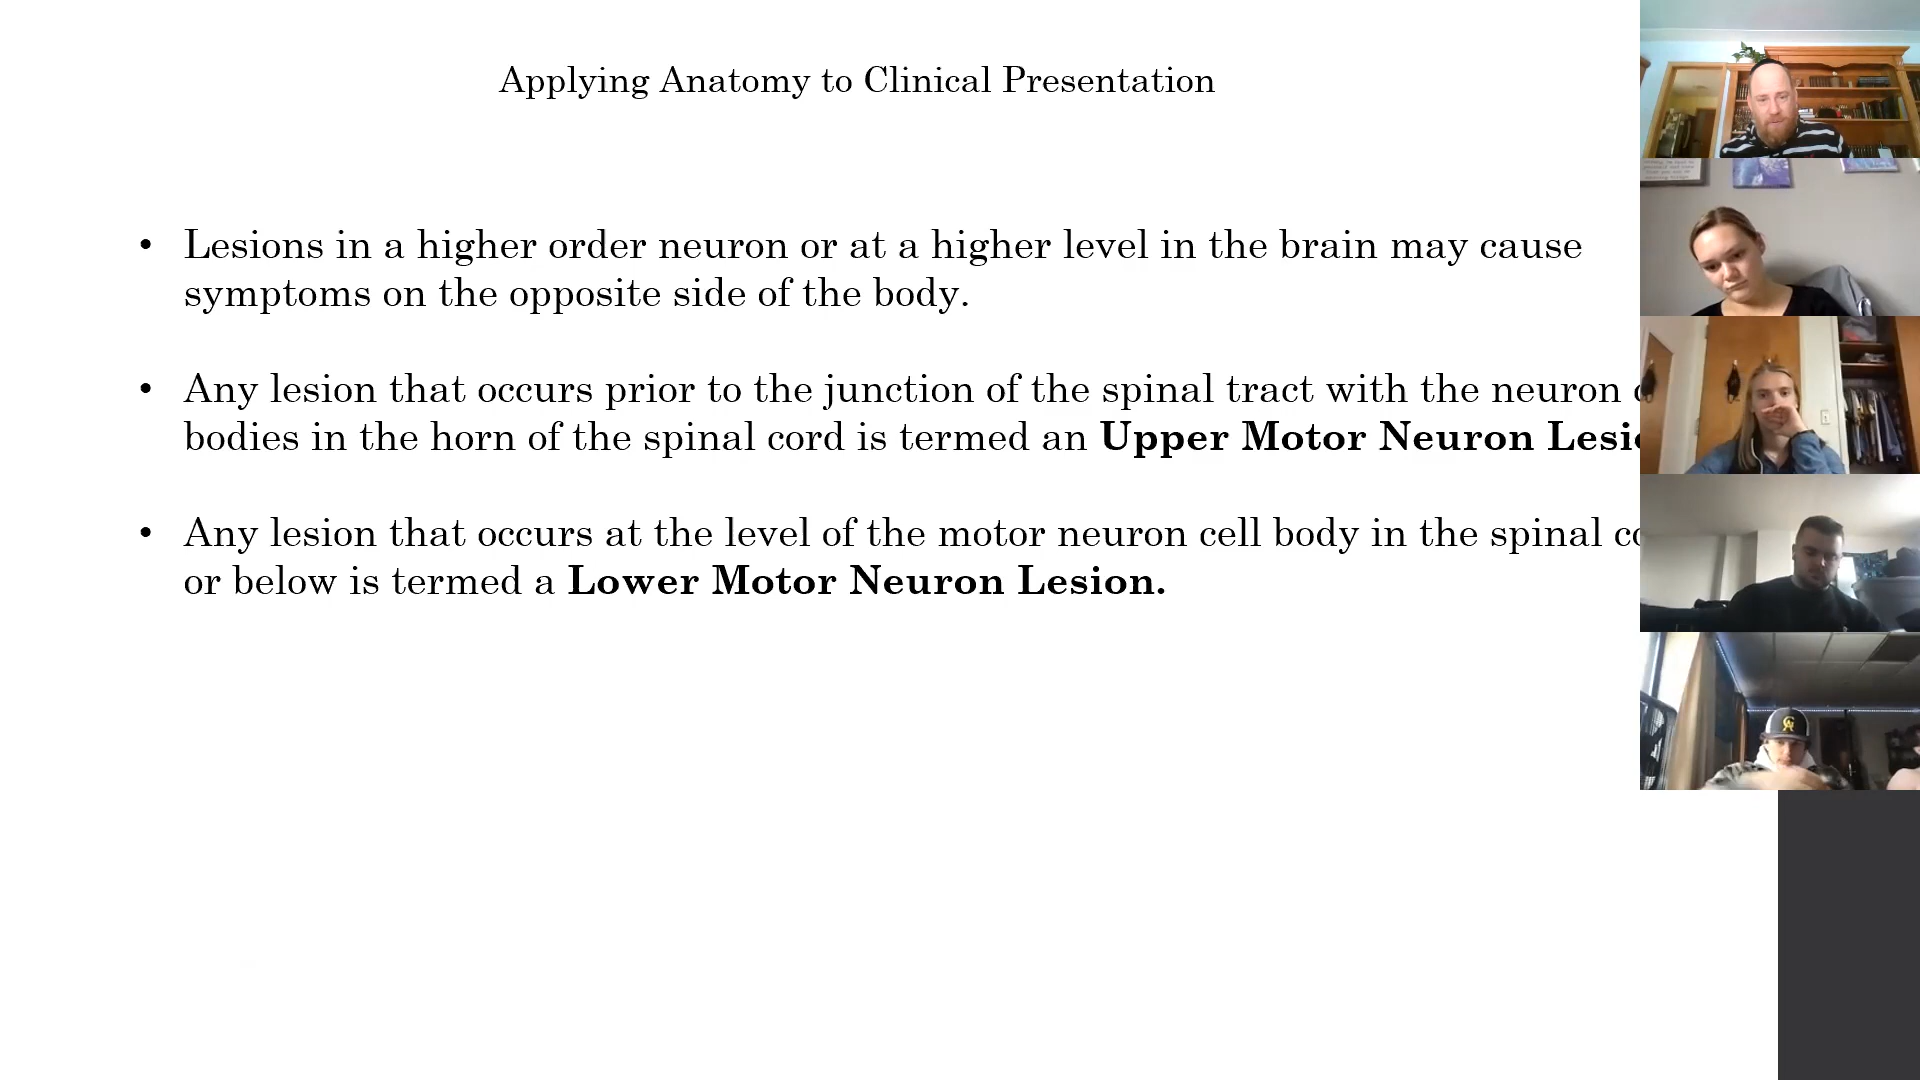 Applying Anatomy to Clinical Presentation
• Lesions in a higher order neuron or at a higher level in the brain may cause
symptoms on the opposite side of the body.
• Any lesion that occurs prior to the junction of the spinal tract with the neuron
bodies in the horn of the spinal cord is termed an Upper Motor Neuron
• Any lesion that occurs at the level of the motor neuron cell body in the spinal
or below is termed a Lower Motor Neuron Lesion.